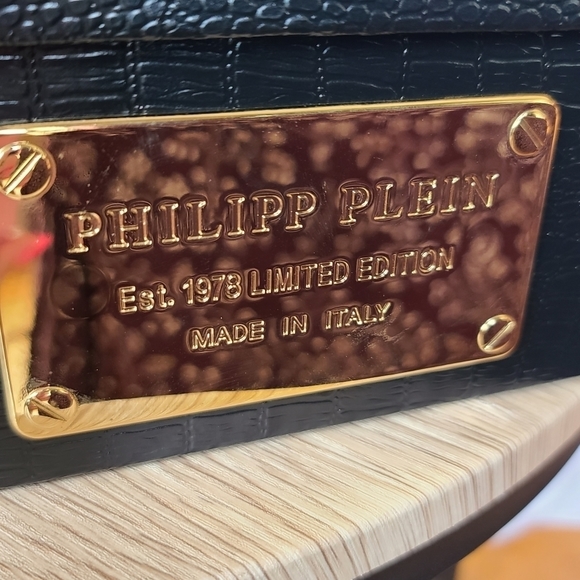 PHILIPP PLEIN
Est. 1978 LIMITED EDITION
MADE IN ITALY